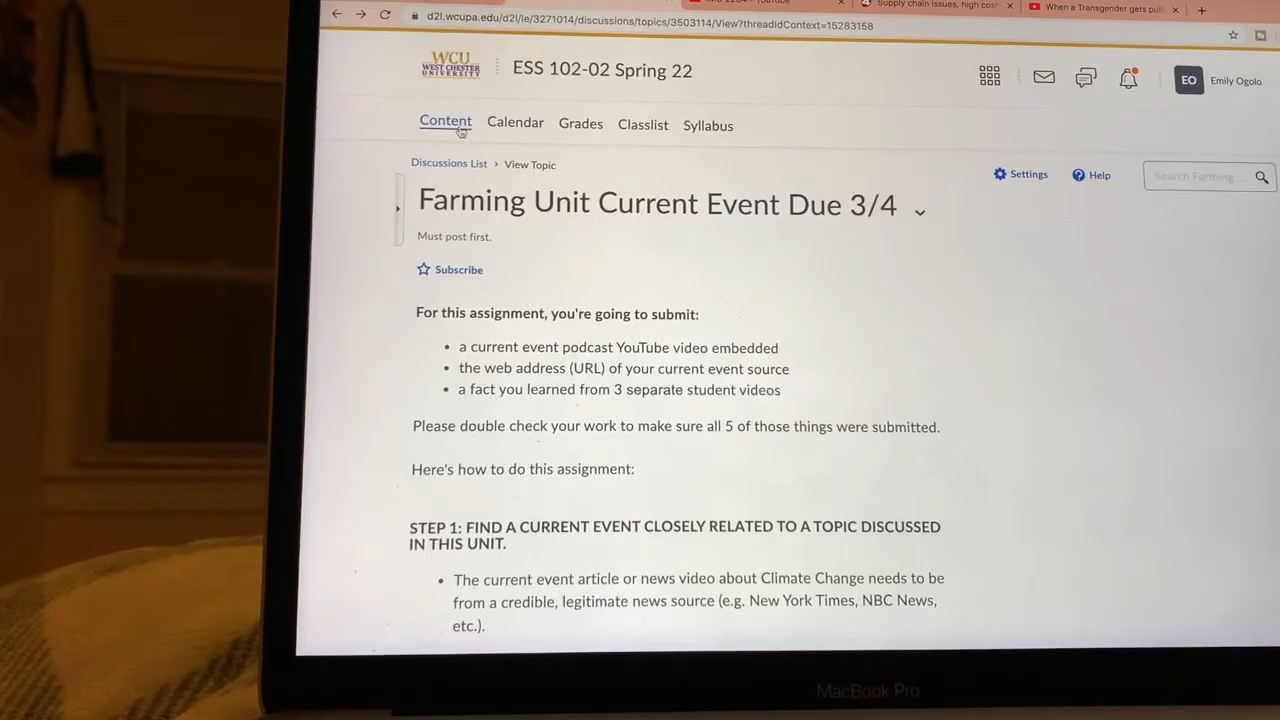 Supply chain issues, high cost
When a Transgender gets pull
d2l.wcupa.edu/d2l/le/3271014/discussions/topics/3503114/View?threadIdContext=15283158
WCU
WEST CHESTER
UNIVERSITY
ESS 102-02 Spring 22
EO
Emily Ogolo
Content Calendar Grades Classlist Syllabus
Discussions List › View Topic
Settings
Help
Search Farming ...
Farming Unit Current Event Due 3/4
Must post first.
Subscribe
For this assignment, you're going to submit:
• a current event podcast YouTube video embedded
• the web address (URL) of your current event source
• a fact you learned from 3 separate student videos
Please double check your work to make sure all 5 of those things were submitted.
Here's how to do this assignment:
STEP 1: FIND A CURRENT EVENT CLOSELY RELATED TO A TOPIC DISCUSSED
IN THIS UNIT.
• The current event article or news video about Climate Change needs to be
from a credible, legitimate news source (e.g. New York Times, NBC News,
etc.).
MacBook Pro